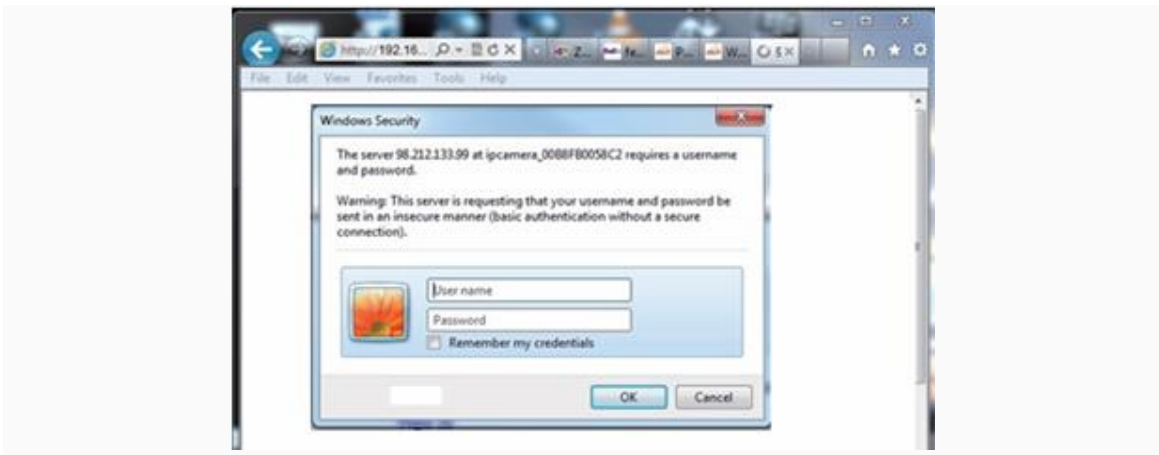 http://192.16...
File Edit View Favorites Tools Help
Windows Security
The server 98.212.133.99 at ipcamera_00B8FB0058C2 requires a username
and password.
Warning: This server is requesting that your username and password be
sent in an insecure manner (basic authentication without a secure
connection).
User name
Password
Remember my credentials
OK Cancel